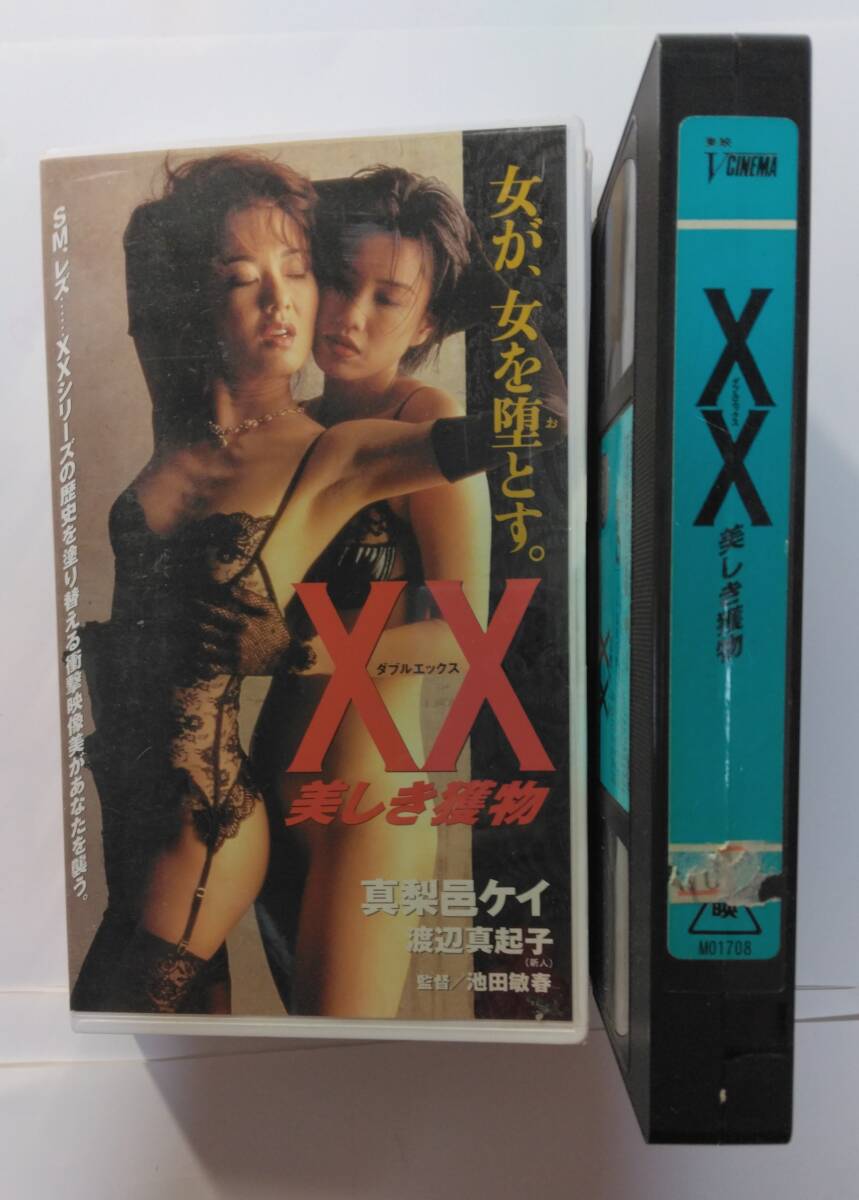 女が、女を堕とす。
お
SM、レズ……XXシリーズの歴史を塗り替える衝撃映像美があなたを襲う。
XX
ダブルエックス
美しき獲物
真梨邑ケイ
渡辺真起子
(新人)
監督／池田敏春
東映
V CINEMA
XX
ダブルエックス
美しき獲物
映
M01708